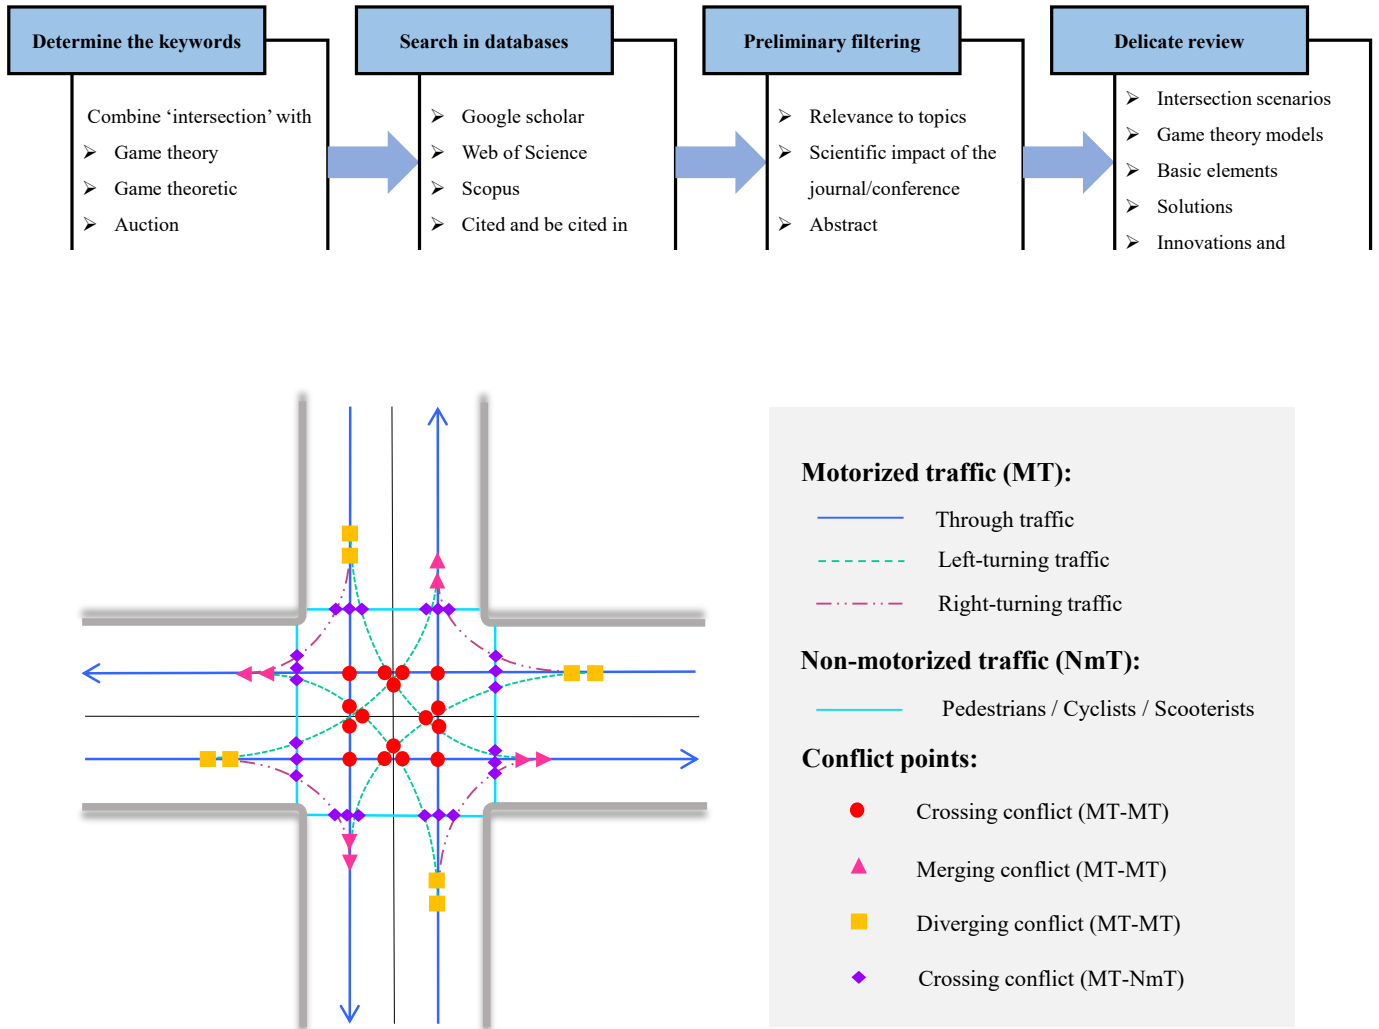 Determine the keywords
Combine ‘intersection’ with
➢ Game theory
➢ Game theoretic
➢ Auction
Search in databases
➢ Google scholar
➢ Web of Science
➢ Scopus
➢ Cited and be cited in
Preliminary filtering
➢ Relevance to topics
➢ Scientific impact of the
journal/conference
➢ Abstract
Delicate review
➢ Intersection scenarios
➢ Game theory models
➢ Basic elements
➢ Solutions
➢ Innovations and
Motorized traffic (MT):
Through traffic
Left-turning traffic
Right-turning traffic
Non-motorized traffic (NmT):
Pedestrians / Cyclists / Scooterists
Conflict points:
Crossing conflict (MT-MT)
Merging conflict (MT-MT)
Diverging conflict (MT-MT)
Crossing conflict (MT-NmT)